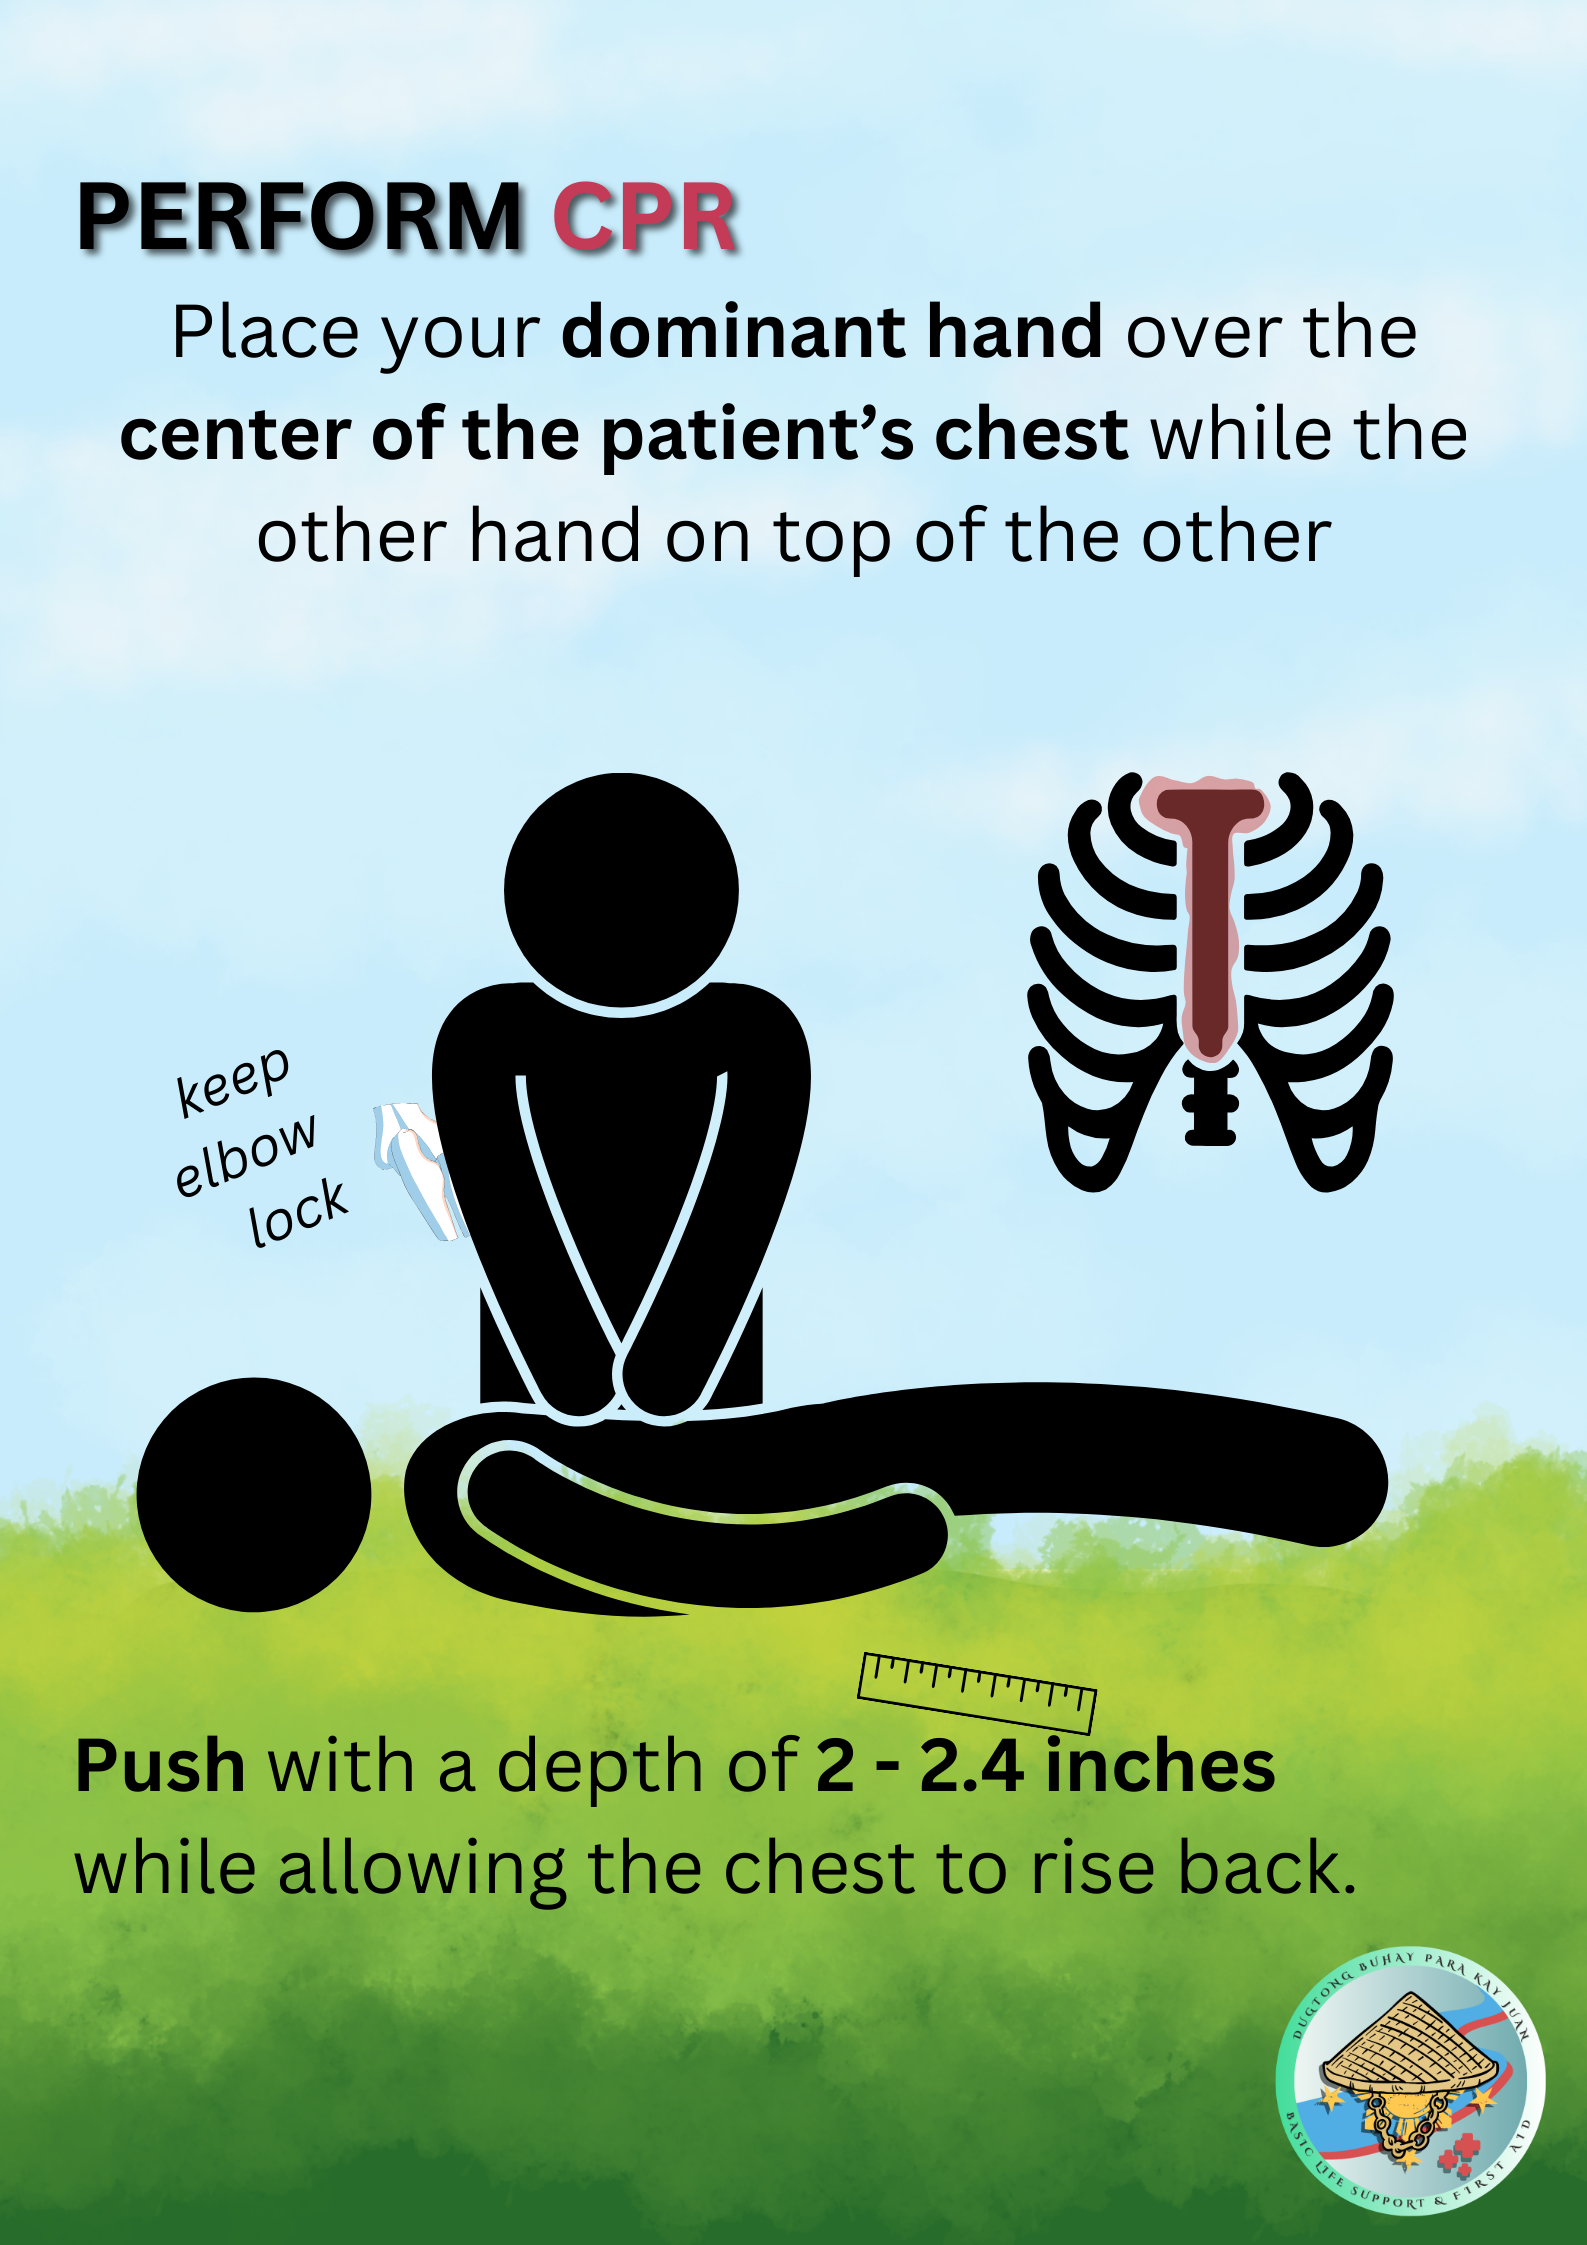 PERFORM CPR
Place your dominant hand over the
center of the patient’s chest while the
other hand on top of the other
keep
elbow
lock
Push with a depth of 2 - 2.4 inches
while allowing the chest to rise back.
DUGTONG BUHAY PARA KAY JUAN
BASIC LIFE SUPPORT & FIRST AID